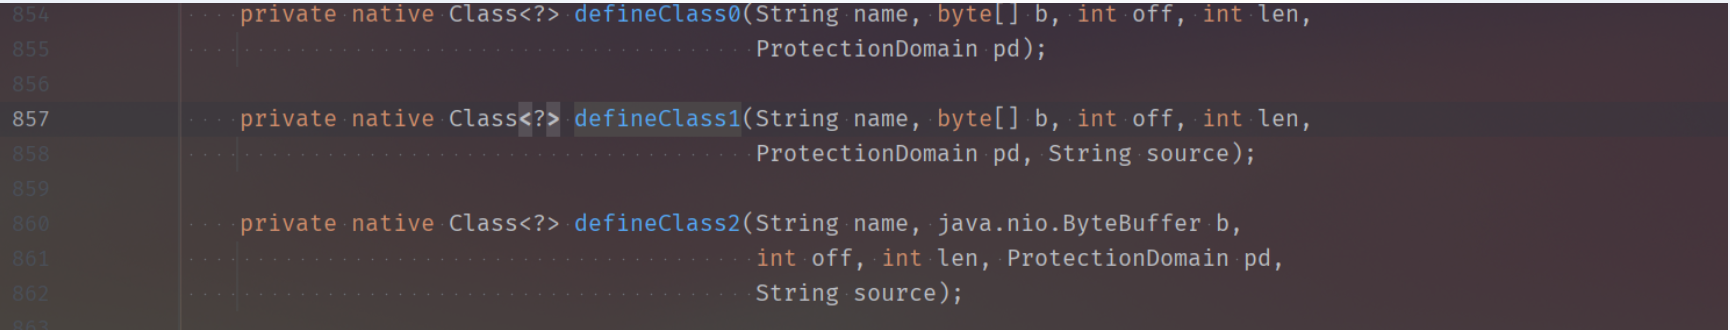 854 private native Class<?> defineClass0(String name, byte[] b, int off, int len,
855 ProtectionDomain pd);
856
857 private native Class<?> defineClass1(String name, byte[] b, int off, int len,
858 ProtectionDomain pd, String source);
859
860 private native Class<?> defineClass2(String name, java.nio.ByteBuffer b,
861 int off, int len, ProtectionDomain pd,
862 String source);
863